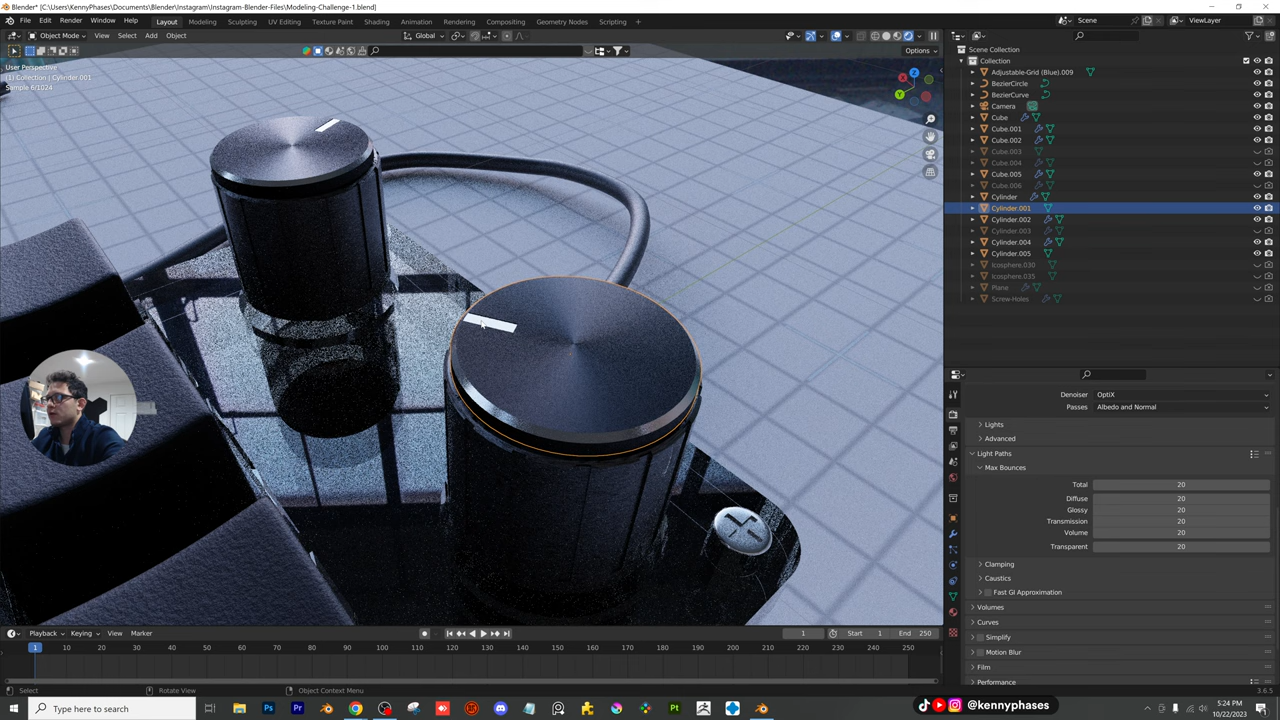 Blender* [C:\Users\KennyPhases\Documents\Blender\Instagram\Instagram-Blender-Files\Modeling-Challenge-1.blend]
File Edit Render Window Help Layout Modeling Sculpting UV Editing Texture Paint Shading Animation Rendering KennyPhases Compositing Geometry Nodes Scripting + Scene ViewLayer
Object Mode View Select Add Object Global
Options
User Perspective
(1) Collection | Cylinder.001
Sample 6/1024
X
Y
Z
Scene Collection
Collection
Adjustable-Grid (Blue).009
BezierCircle
BezierCurve
Camera
Cube
Cube.001
Cube.002
Cube.003
Cube.004
Cube.005
Cube.006
Cylinder
Cylinder.001
Cylinder.002
Cylinder.003
Cylinder.004
Cylinder.005
Icosphere.030
Icosphere.035
Plane
Screw-Holes
Denoiser OptiX
Passes Albedo and Normal
Lights
Advanced
Light Paths
Max Bounces
Total 20
Diffuse 20
Glossy 20
Transmission 20
Volume 20
Transparent 20
Clamping
Caustics
Fast GI Approximation
Volumes
Curves
Simplify
Motion Blur
Film
Performance
Playback Keying View Marker 1 Start 1 End 250
1 10 20 30 40 50 60 70 80 90 100 110 120 130 140 150 160 170 180 190 200 210 220 230 240 250
Select Rotate View Object Context Menu 3.6.5
Type here to search
@kennyphases
5:24 PM
10/22/2023